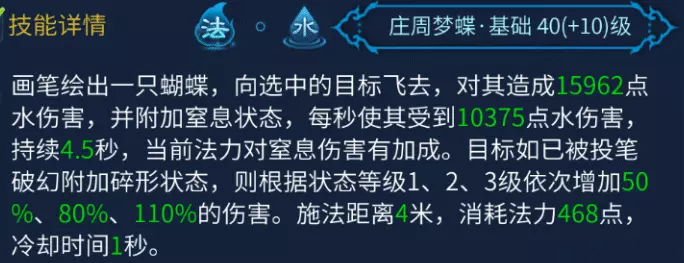 技能详情 法 水 庄周梦蝶·基础 40(+10)级
画笔绘出一只蝴蝶，向选中的目标飞去，对其造成15962点
水伤害，并附加窒息状态，每秒使其受到10375点水伤害，
持续4.5秒，当前法力对窒息伤害有加成。目标如已被投笔
破幻附加碎形状态，则根据状态等级1、2、3级依次增加50
%、80%、110%的伤害。施法距离4米，消耗法力468点，
冷却时间1秒。